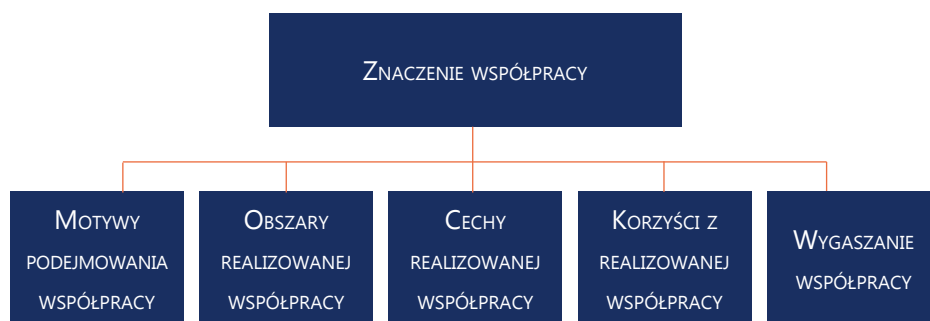 Znaczenie współpracy
Motywy
podejmowania
współpracy
Obszary
realizowanej
współpracy
Cechy
realizowanej
współpracy
Korzyści z
realizowanej
współpracy
Wygaszanie
współpracy